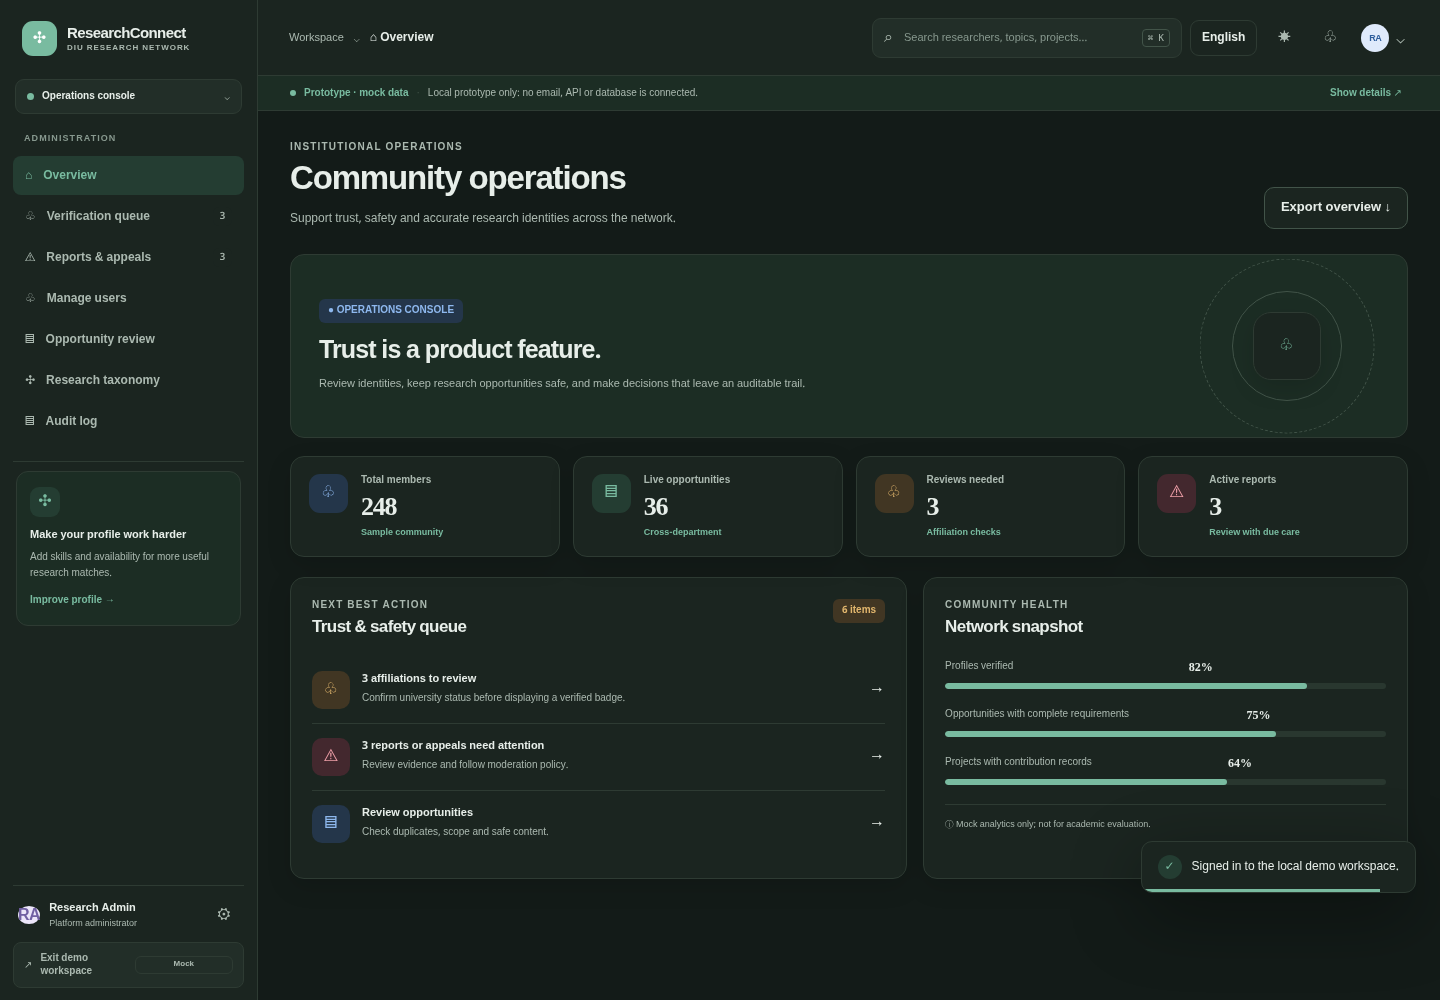 ResearchConnect
DIU RESEARCH NETWORK
Operations console
ADMINISTRATION
Overview
Verification queue 3
Reports & appeals 3
Manage users
Opportunity review
Research taxonomy
Audit log
Make your profile work harder
Add skills and availability for more useful
research matches.
Improve profile →
RA
Research Admin
Platform administrator
Exit demo
workspace
Mock
Workspace
Overview
Search researchers, topics, projects...
⌘ K
English
RA
Prototype · mock data · Local prototype only: no email, API or database is connected.
Show details ↗
INSTITUTIONAL OPERATIONS
Community operations
Support trust, safety and accurate research identities across the network.
Export overview ↓
● OPERATIONS CONSOLE
Trust is a product feature.
Review identities, keep research opportunities safe, and make decisions that leave an auditable trail.
Total members
248
Sample community
Live opportunities
36
Cross-department
Reviews needed
3
Affiliation checks
Active reports
3
Review with due care
NEXT BEST ACTION
Trust & safety queue
6 items
3 affiliations to review
Confirm university status before displaying a verified badge.
3 reports or appeals need attention
Review evidence and follow moderation policy.
Review opportunities
Check duplicates, scope and safe content.
COMMUNITY HEALTH
Network snapshot
Profiles verified 82%
Opportunities with complete requirements 75%
Projects with contribution records 64%
ⓘ Mock analytics only; not for academic evaluation.
Signed in to the local demo workspace.